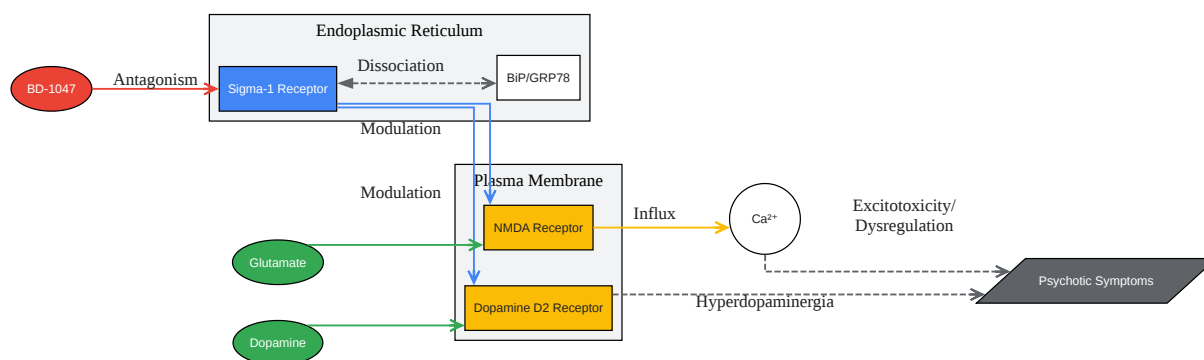 Endoplasmic Reticulum
BD-1047
Antagonism
Sigma-1 Receptor
Dissociation
BiP/GRP78
Modulation
Modulation
Plasma Membrane
NMDA Receptor
Influx
Ca²⁺
Excitotoxicity/
Dysregulation
Glutamate
Psychotic Symptoms
Dopamine D2 Receptor
Hyperdopaminergia
Dopamine